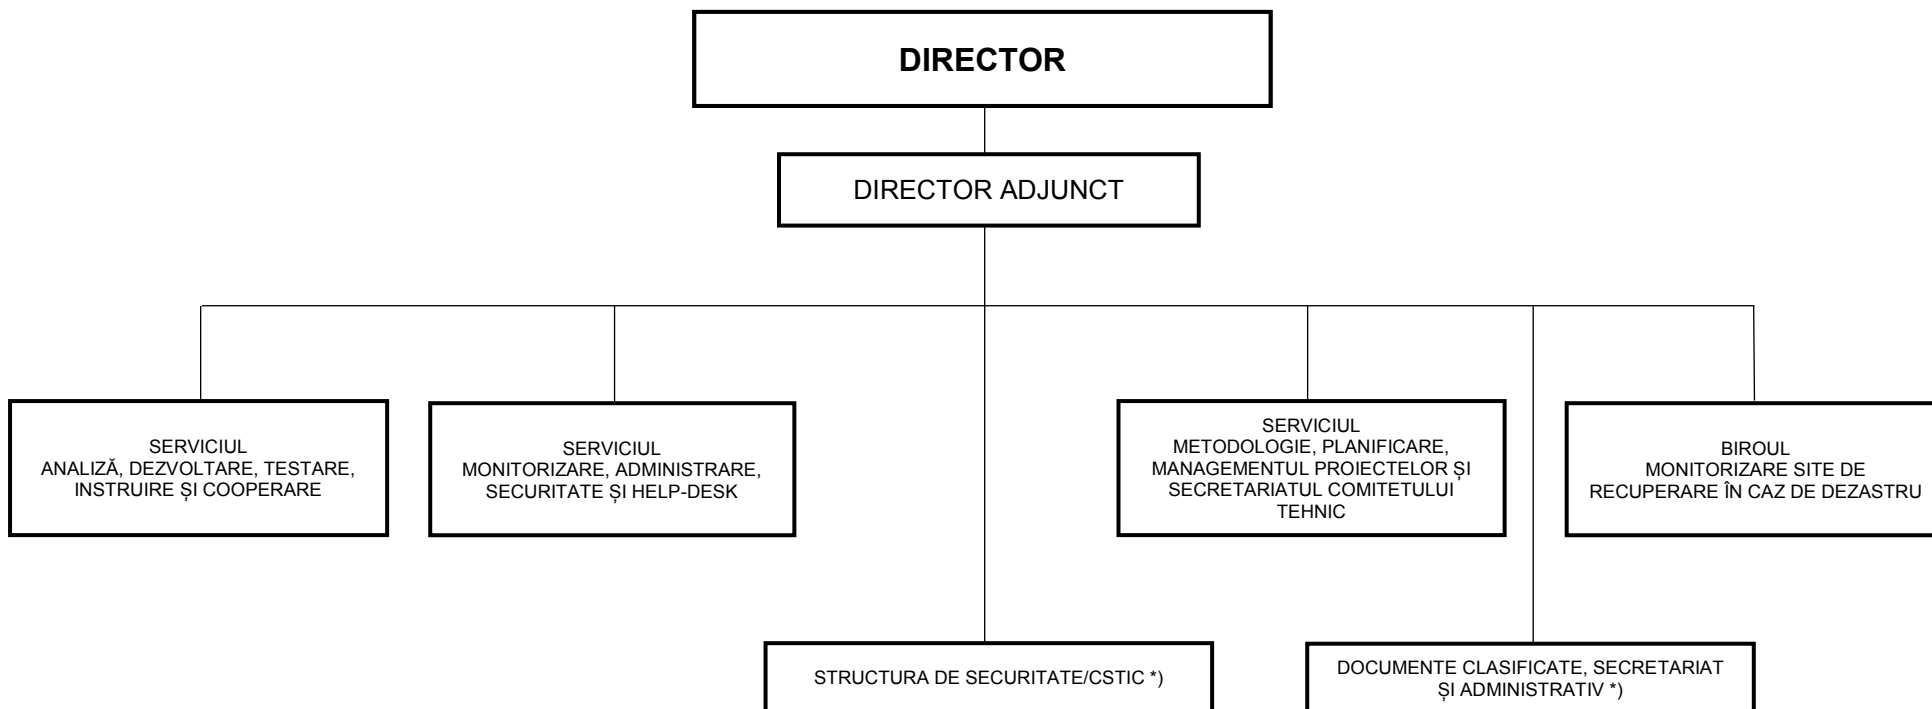 DIRECTOR
DIRECTOR ADJUNCT
SERVICIUL
ANALIZĂ, DEZVOLTARE, TESTARE,
INSTRUIRE ȘI COOPERARE
SERVICIUL
MONITORIZARE, ADMINISTRARE,
SECURITATE ȘI HELP-DESK
SERVICIUL
METODOLOGIE, PLANIFICARE,
MANAGEMENTUL PROIECTELOR ȘI
SECRETARIATUL COMITETULUI
TEHNIC
BIROUL
MONITORIZARE SITE DE
RECUPERARE ÎN CAZ DE DEZASTRU
STRUCTURA DE SECURITATE/CSTIC *)
DOCUMENTE CLASIFICATE, SECRETARIAT
ȘI ADMINISTRATIV *)